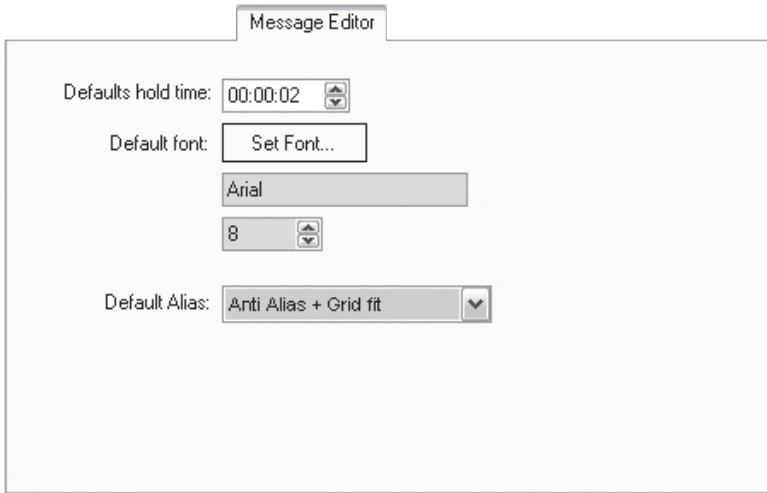 Message Editor
Defaults hold time: 00:00:02
Default font: Set Font...
Arial
8
Default Alias: Anti Alias + Grid fit